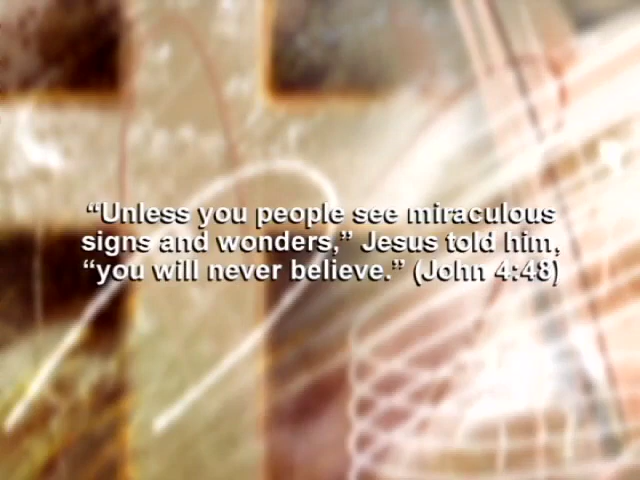 “Unless you people see miraculous
signs and wonders,” Jesus told him,
“you will never believe.” (John 4:48)